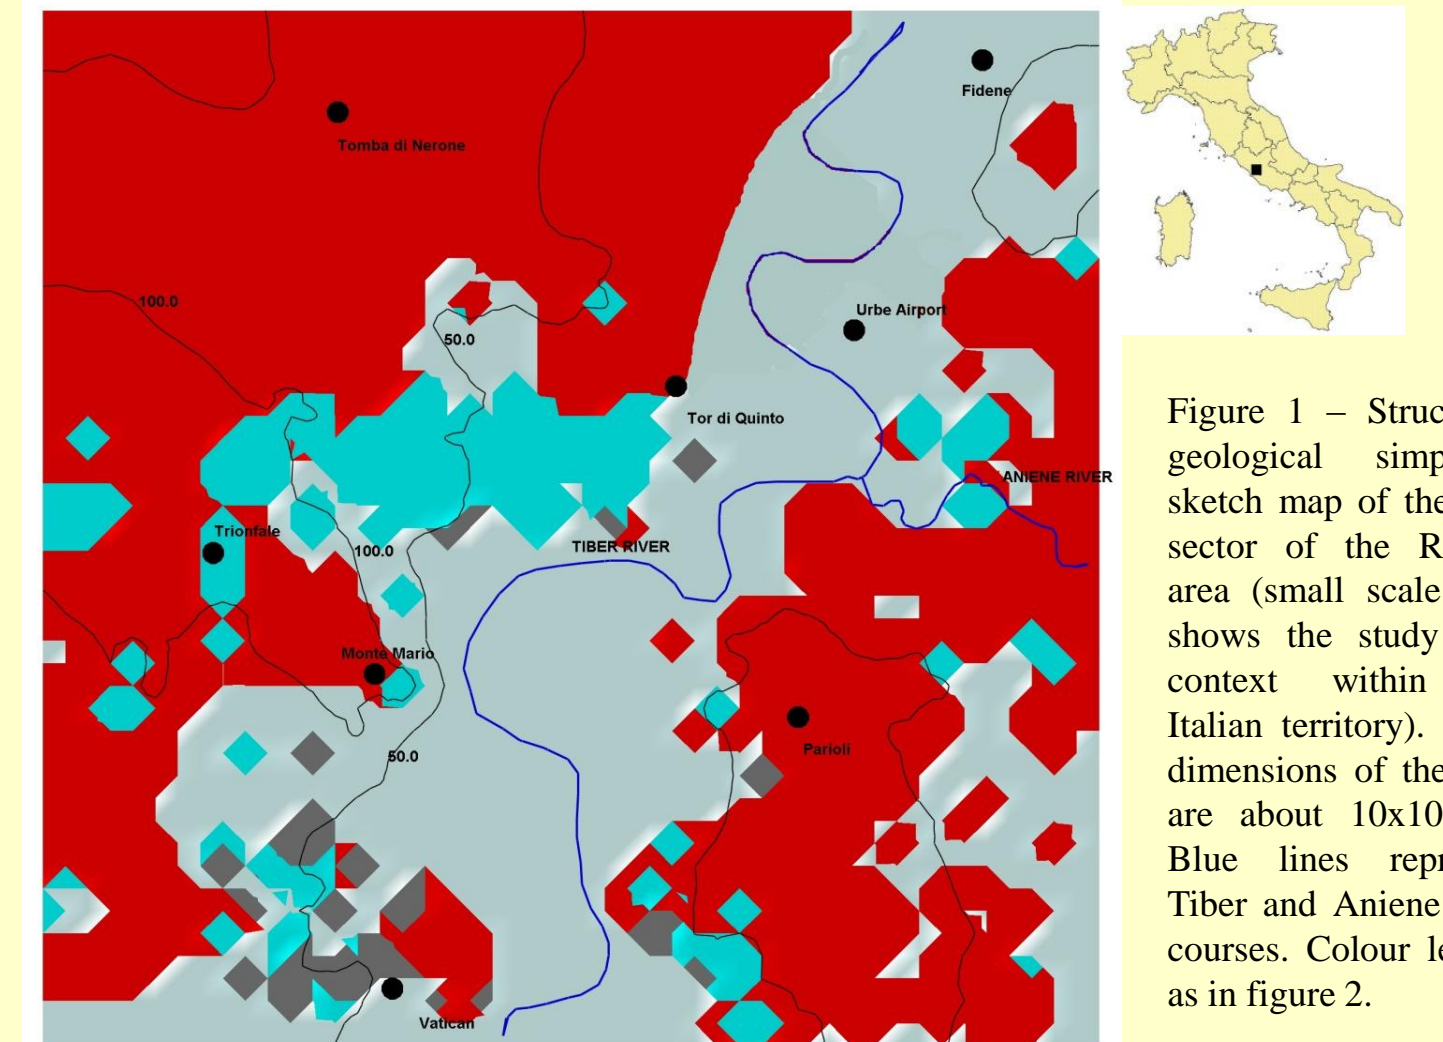 Fidene
Tomba di Nerone
100.0
Urbe Airport
50.0
Tor di Quinto
ANIENE RIVER
Trionfale
100.0
TIBER RIVER
Monte Mario
Parioli
50.0
Vatican
Figure 1 – Struc
geological simp
sketch map of the
sector of the R
area (small scale
shows the study
context within
Italian territory).
dimensions of the
are about 10x10
Blue lines repr
Tiber and Aniene
courses. Colour le
as in figure 2.